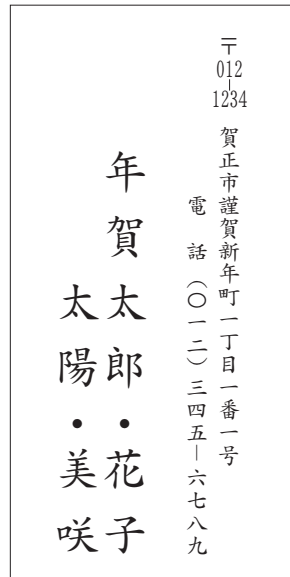 〒012-1234
賀正市謹賀新年町一丁目一番一号
電話(〇一二)三四五―六七八九
年賀太郎・花子
太陽・美咲